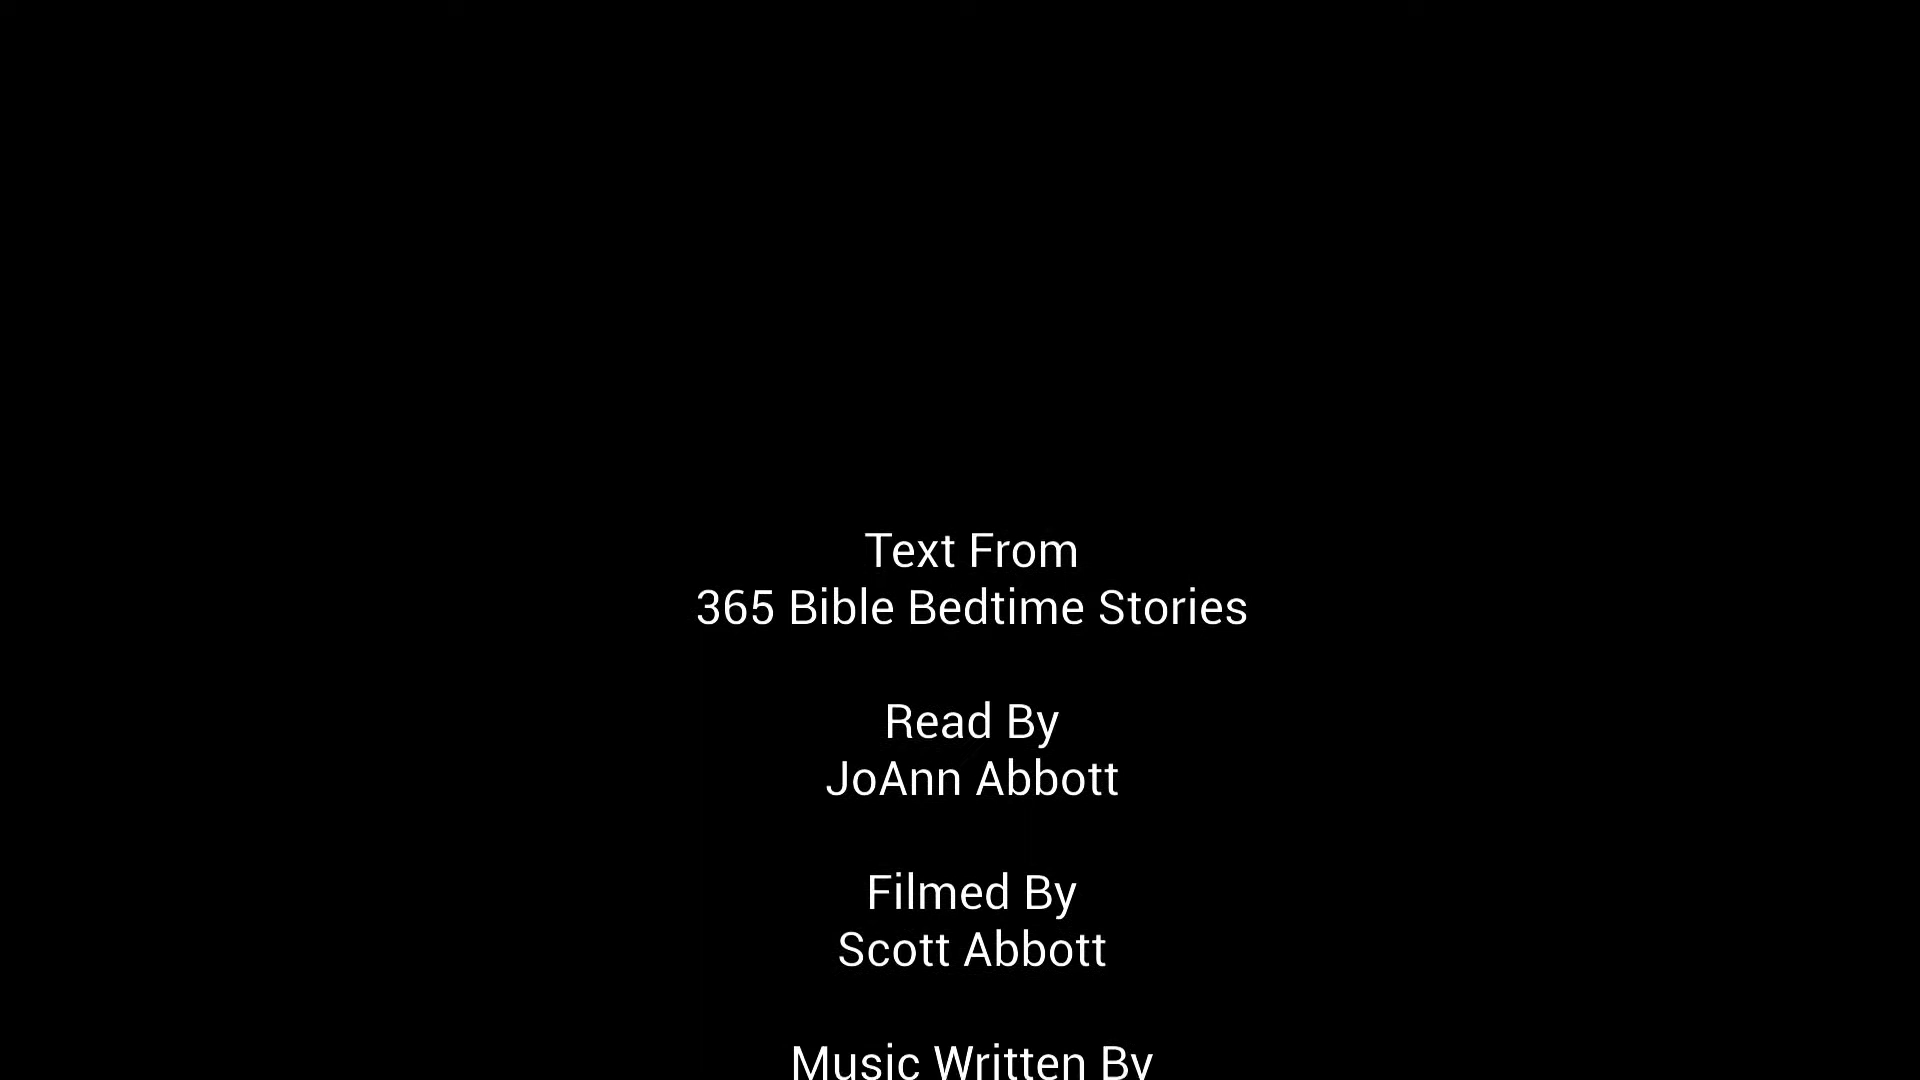 Text From
365 Bible Bedtime Stories
Read By
JoAnn Abbott
Filmed By
Scott Abbott
Music Written By